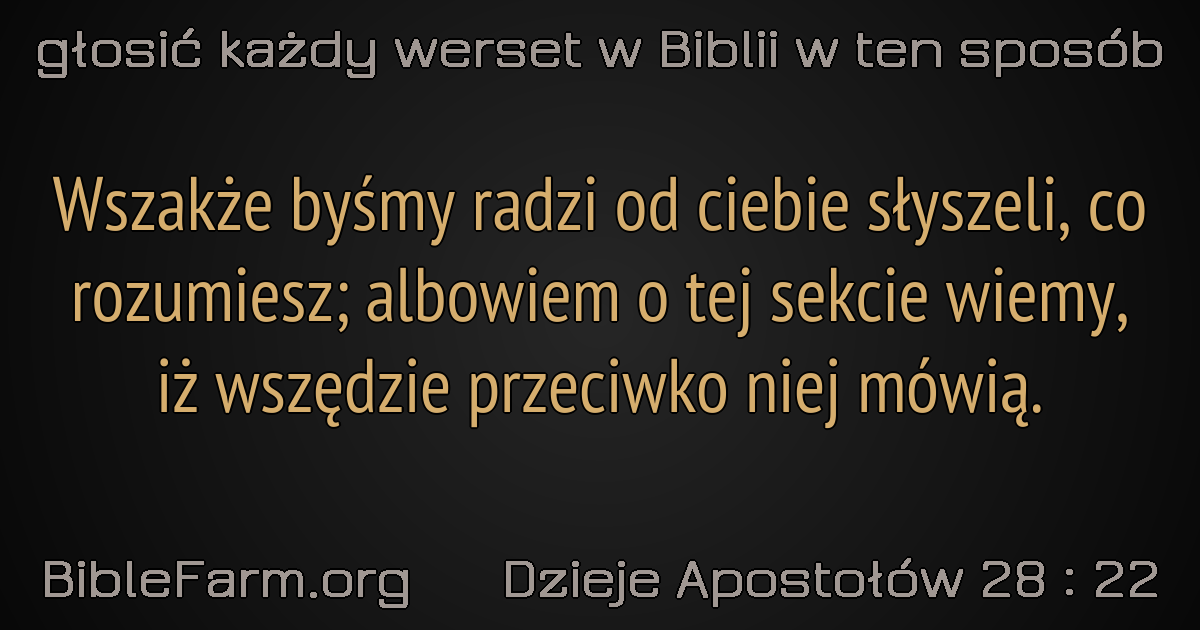 głosić każdy werset w Biblii w ten sposób
Wszakże byśmy radzi od ciebie słyszeli, co
rozumiesz; albowiem o tej sekcie wiemy,
iż wszędzie przeciwko niej mówią.
BibleFarm.org
Dzieje Apostołów 28 : 22